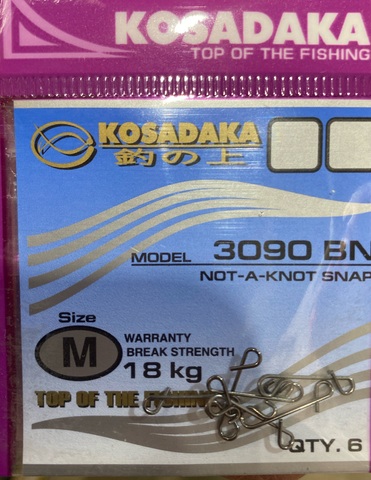 KOSADAKA
TOP OF THE FISHING
KOSADAKA
釣の上
MODEL 3090 BN
NOT-A-KNOT SNAP
Size
M
WARRANTY
BREAK STRENGTH
18 kg
TOP OF THE FISHING
QTY. 6